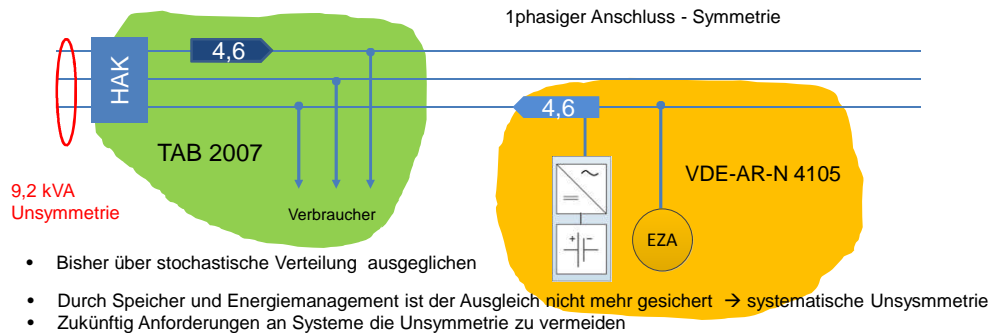 1phasiger Anschluss - Symmetrie
4,6
HAK
4,6
TAB 2007
VDE-AR-N 4105
9,2 kVA
Unsymmetrie
Verbraucher
EZA
• Bisher über stochastische Verteilung ausgeglichen
• Durch Speicher und Energiemanagement ist der Ausgleich nicht mehr gesichert → systematische Unsysmmetrie
• Zukünftig Anforderungen an Systeme die Unsymmetrie zu vermeiden